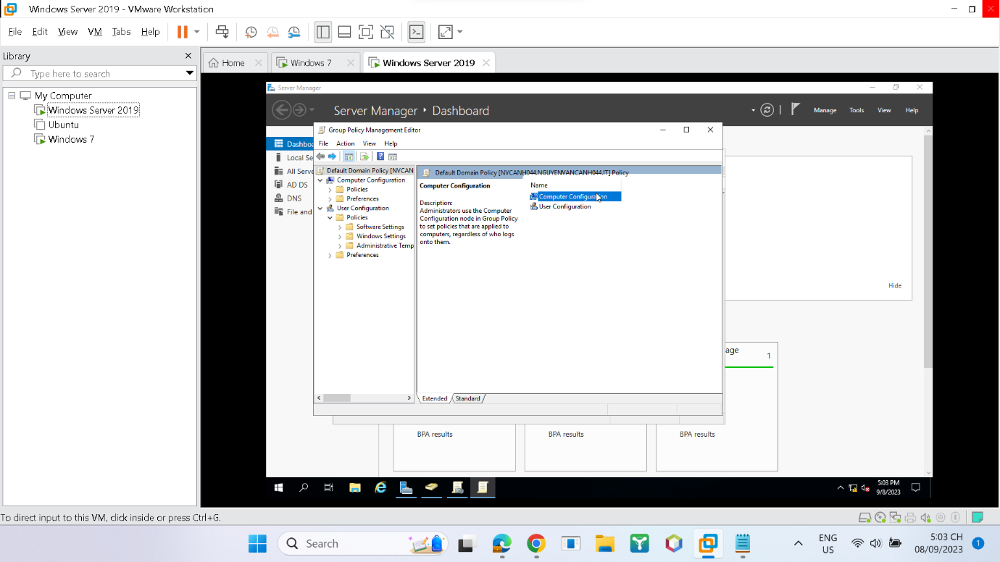 Windows Server 2019 - VMware Workstation
File Edit View VM Tabs Help
Library
Type here to search
My Computer
Windows Server 2019
Ubuntu
Windows 7
Home
Windows 7
Windows Server 2019
Server Manager
Server Manager Dashboard
Manage Tools View Help
Dashboa
Local Se
All Serve
AD DS
DNS
File and
Group Policy Management Editor
File Action View Help
Default Domain Policy [NVCAN
Computer Configuration
Policies
Preferences
User Configuration
Policies
Software Settings
Windows Settings
Administrative Temp
Preferences
Default Domain Policy [NVCANH044.NGUYENVANCANH044.IT] Policy
Computer Configuration
Description:
Administrators use the Computer
Configuration node in Group Policy
to set policies that are applied to
computers, regardless of who logs
onto them.
Name
Computer Configuration
User Configuration
Extended Standard
Hide
age 1
BPA results
BPA results
BPA results
5:03 PM
9/8/2023
To direct input to this VM, click inside or press Ctrl+G.
Search
ENG
US
5:03 CH
08/09/2023
1